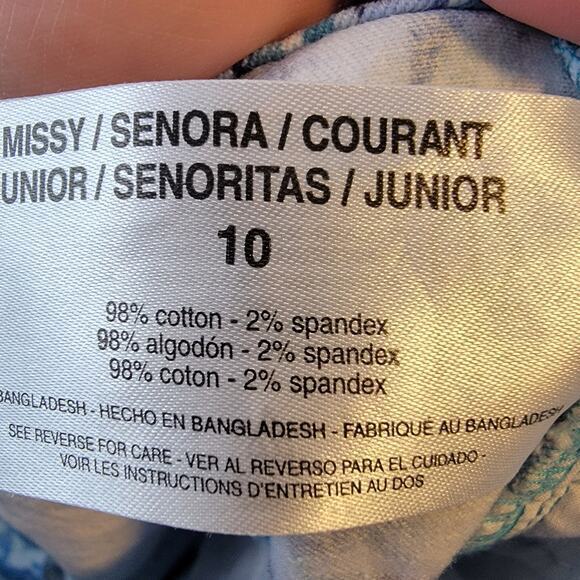 MISSY / SENORA / COURANT
UNIOR / SENORITAS / JUNIOR
10
98% cotton - 2% spandex
98% algodón - 2% spandex
98% coton - 2% spandex
BANGLADESH - HECHO EN BANGLADESH - FABRIQUÉ AU BANGLADESH
SEE REVERSE FOR CARE - VER AL REVERSO PARA EL CUIDADO -
VOIR LES INSTRUCTIONS D'ENTRETIEN AU DOS